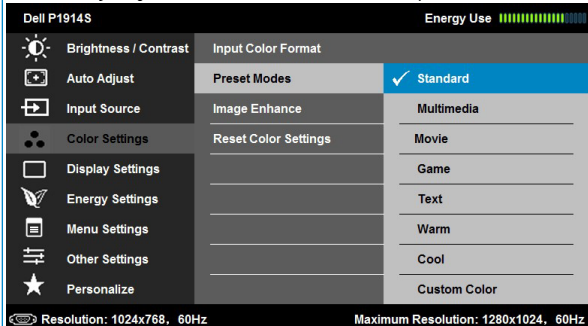 Dell P1914S
Energy Use
Brightness / Contrast
Auto Adjust
Input Source
Color Settings
Display Settings
Energy Settings
Menu Settings
Other Settings
Personalize
Input Color Format
Preset Modes
Image Enhance
Reset Color Settings
Standard
Multimedia
Movie
Game
Text
Warm
Cool
Custom Color
Resolution: 1024x768, 60Hz
Maximum Resolution: 1280x1024, 60Hz